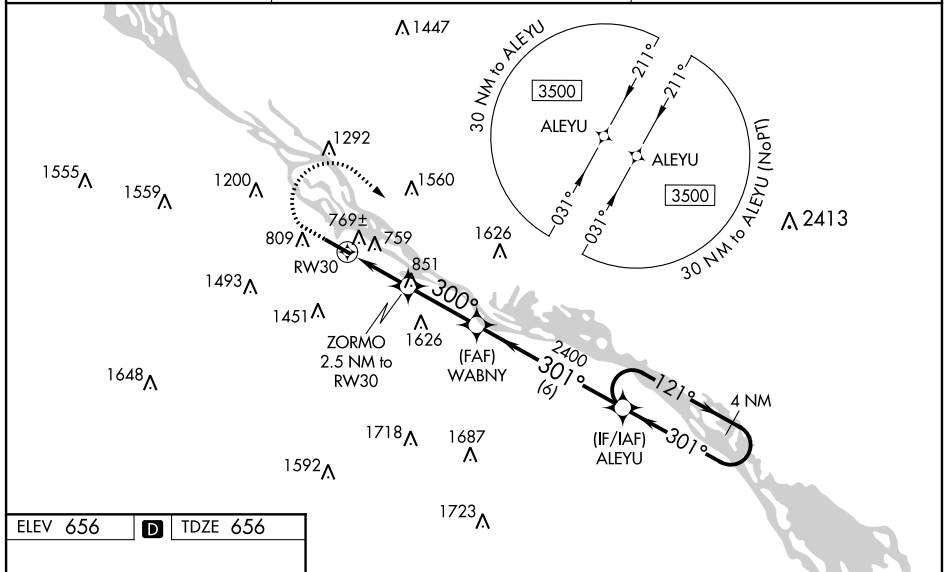 1447
30 NM to ALEYU
211°
3500
ALEYU
031°
211°
ALEYU
3500
031°
30 NM to ALEYU (NoPT)
2413
1292
1555
1559
1200
1560
769±
809
759
1626
RW30
851
1493
300°
1451
ZORMO
2.5 NM to
RW30
1626
(FAF)
WABNY
2400
301°
(6)
121°
4 NM
301°
(IF/IAF)
ALEYU
1648
1718
1687
1592
1723
ELEV 656 D TDZE 656